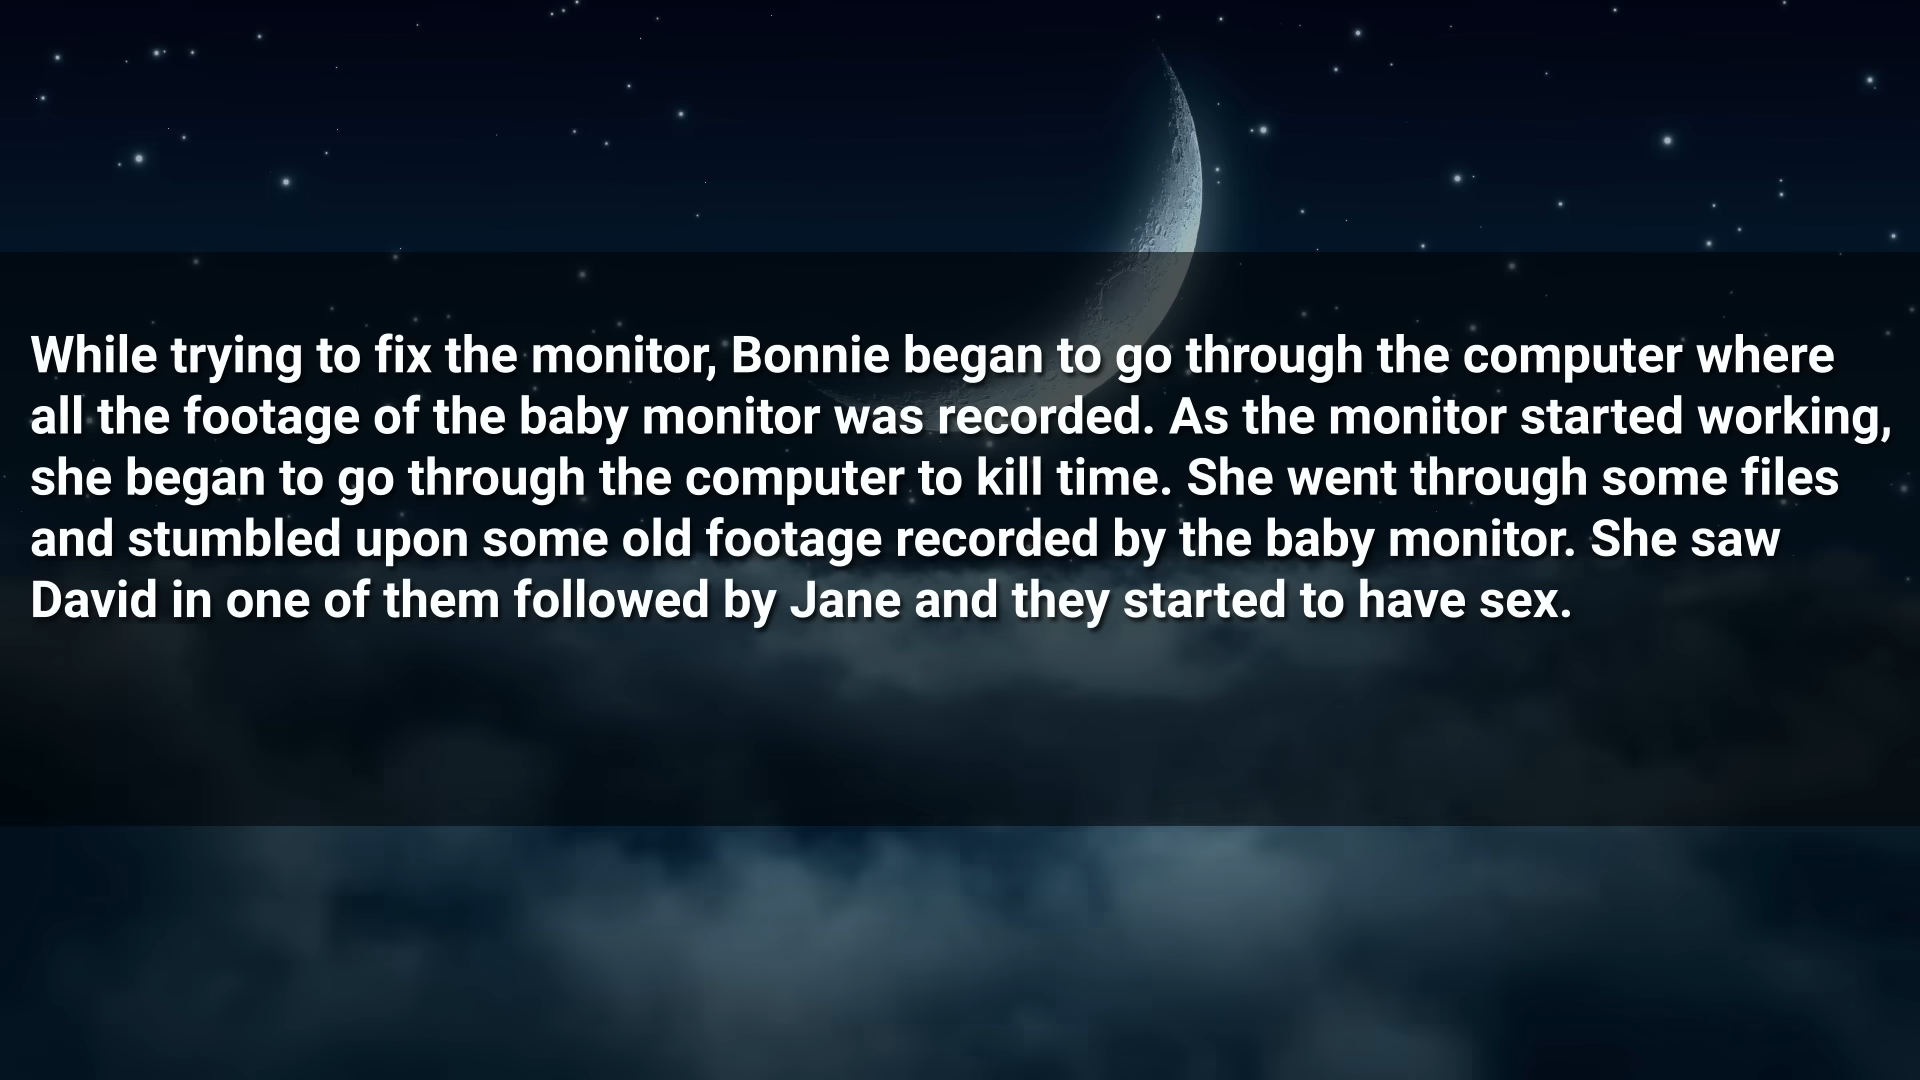 While trying to fix the monitor, Bonnie began to go through the computer where
all the footage of the baby monitor was recorded. As the monitor started working,
she began to go through the computer to kill time. She went through some files
and stumbled upon some old footage recorded by the baby monitor. She saw
David in one of them followed by Jane and they started to have sex.